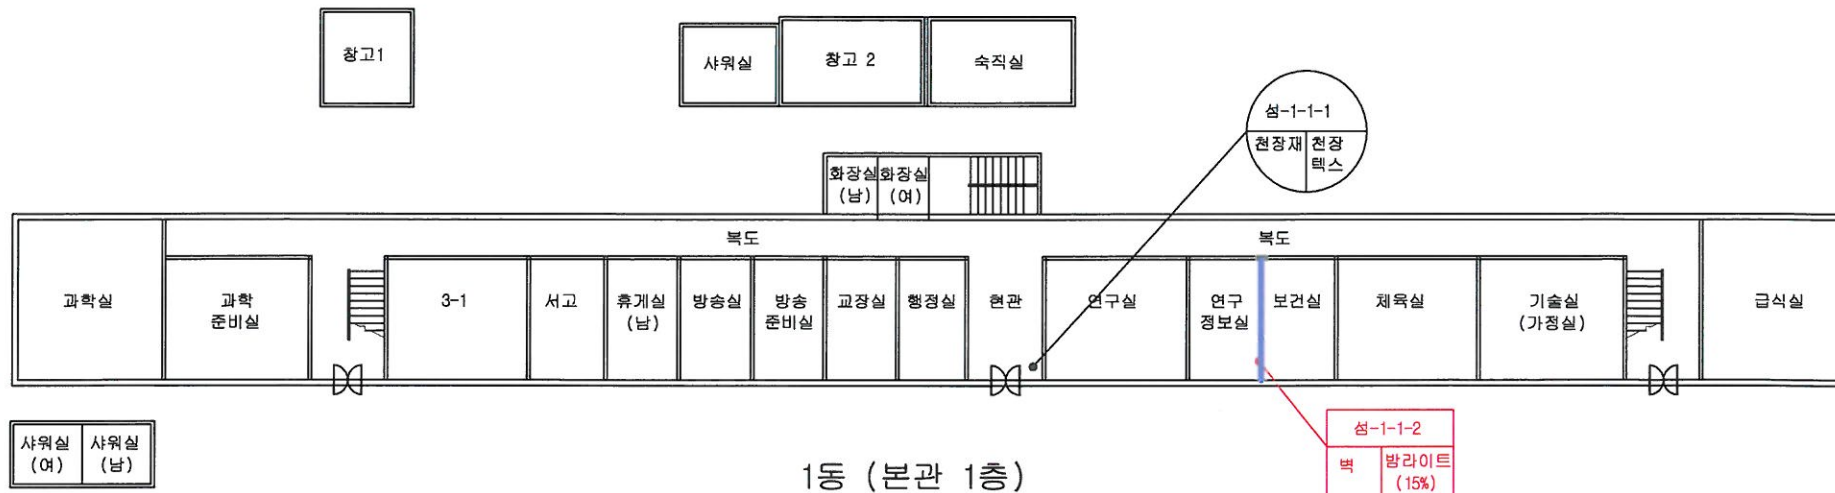 창고1
샤워실
창고 2
숙직실
섬-1-1-1
천장재
천장
텍스
화장실
(남)
화장실
(여)
복도
복도
과학실
과학
준비실
3-1
서고
휴게실
(남)
방송실
방송
준비실
교장실
행정실
현관
연구실
연구
정보실
보건실
체육실
기술실
(가정실)
급식실
샤워실
(여)
샤워실
(남)
섬-1-1-2
벽
밤라이트
(15%)
1동 (본관 1층)